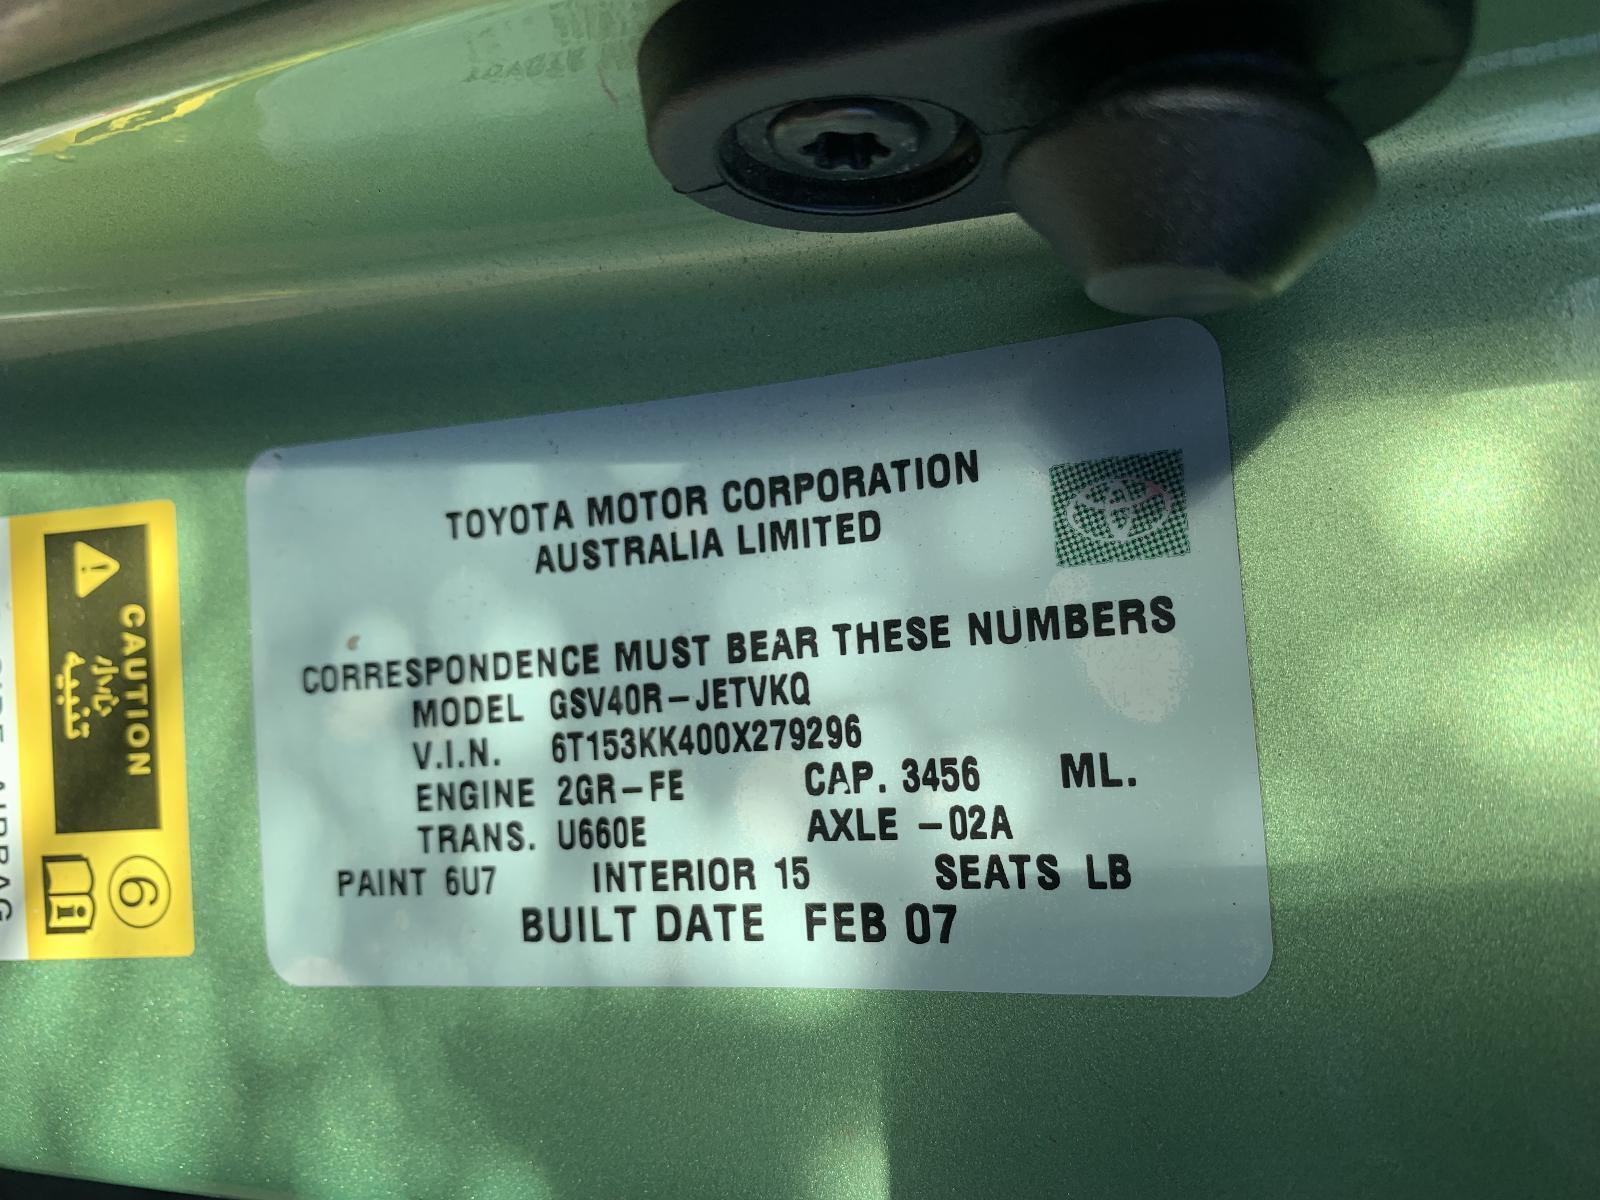 TOYOTA MOTOR CORPORATION
AUSTRALIA LIMITED
CORRESPONDENCE MUST BEAR THESE NUMBERS
MODEL GSV40R-JETVKQ
V.I.N. 6T153KK400X279296
ENGINE 2GR-FE CAP. 3456 ML.
TRANS. U660E AXLE -02A
PAINT 6U7 INTERIOR 15 SEATS LB
BUILT DATE FEB 07
CAUTION
6
AIRBAG